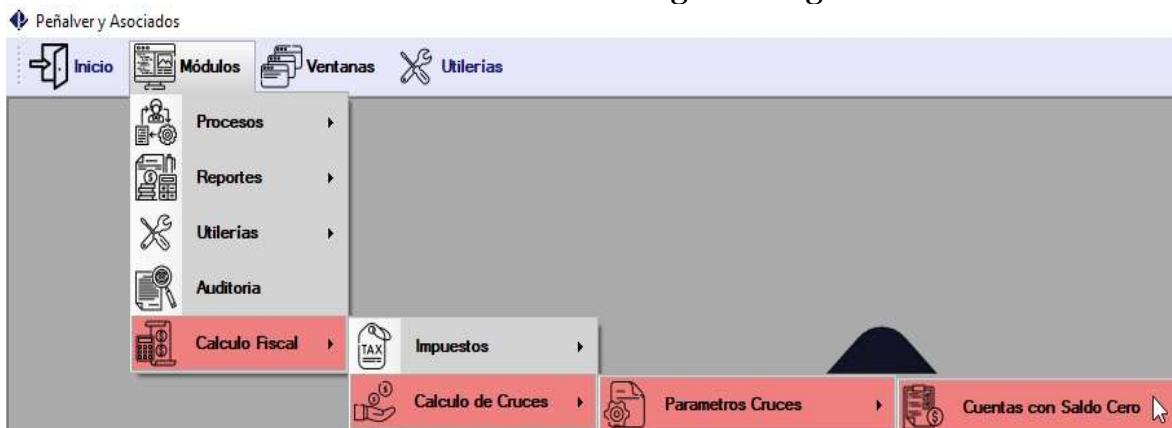 Peñalver y Asociados
Inicio Módulos Ventanas Utilerías
Procesos
Reportes
Utilerías
Auditoria
Calculo Fiscal
TAX Impuestos
Calculo de Cruces Parametros Cruces Cuentas con Saldo Cero